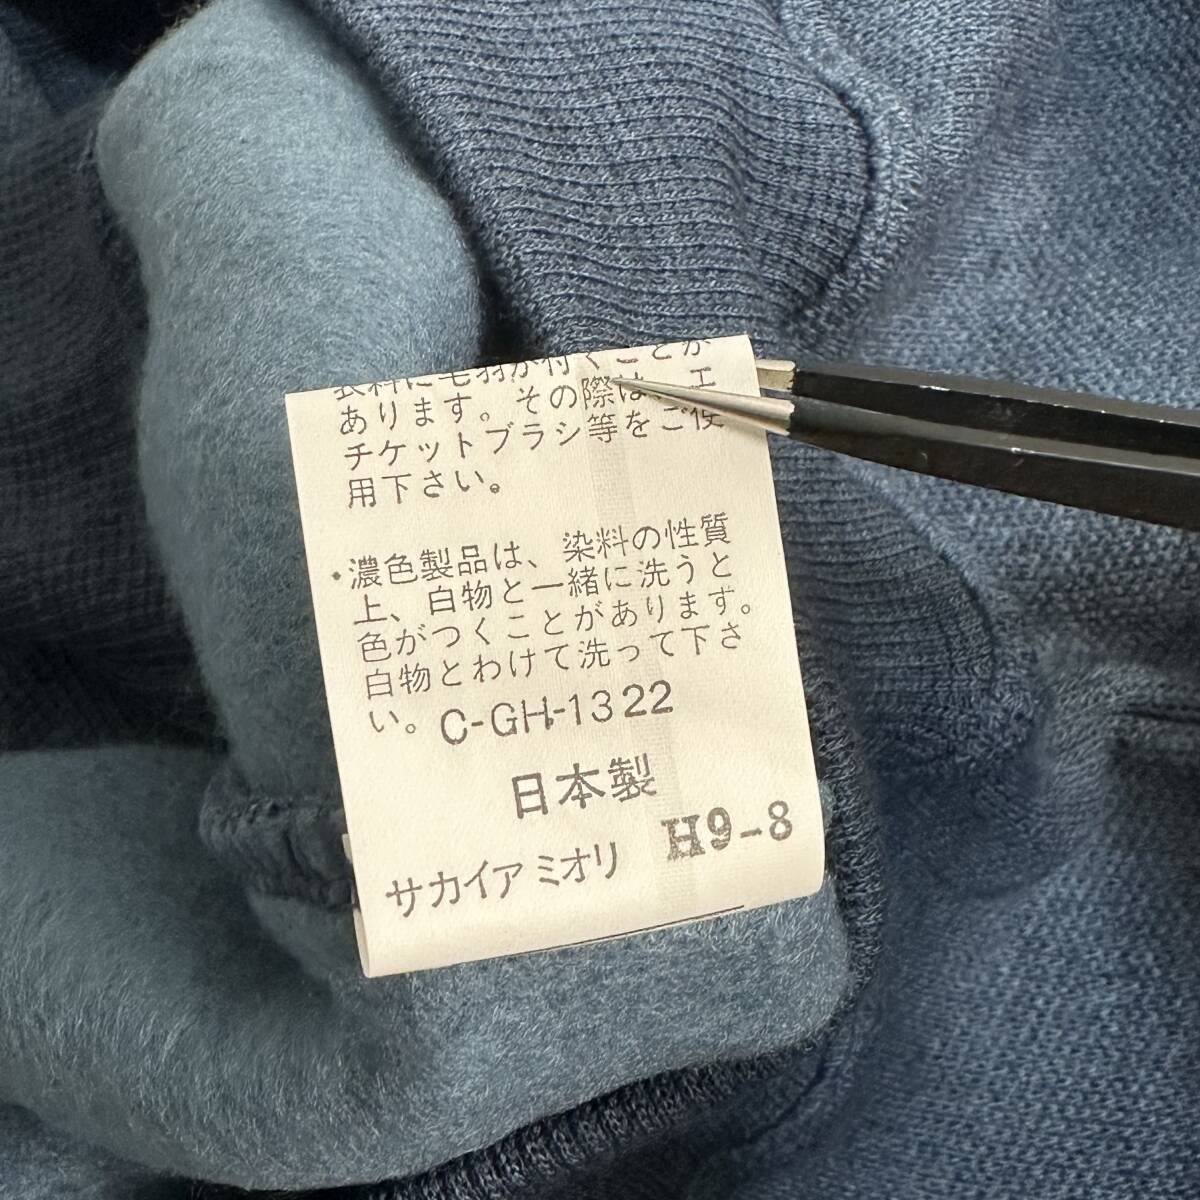 衣料に毛羽が付くことが
あります。その際は、エ
チケットブラシ等をご使
用下さい。
・濃色製品は、染料の性質
上、白物と一緒に洗うと
色がつくことがあります。
白物とわけて洗って下さ
い。C-GH-1322
日本製
サカイアミオリ H9-8